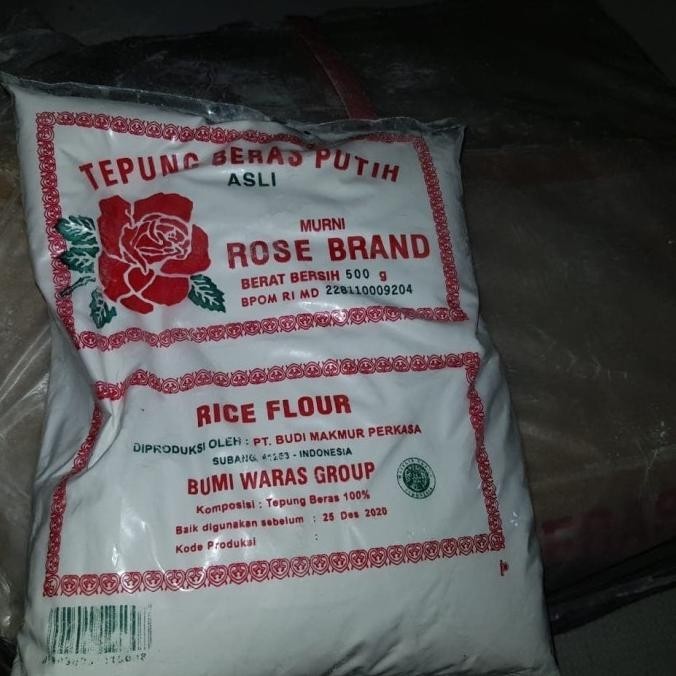 TEPUNG BERAS PUTIH
ASLI
MURNI
ROSE BRAND
BERAT BERSIH 500 g
BPOM RI MD 228110009204
RICE FLOUR
DIPRODUKSI OLEH : PT. BUDI MAKMUR PERKASA
SUBANG, 41253 - INDONESIA
BUMI WARAS GROUP
Komposisi : Tepung Beras 100%
Baik digunakan sebelum : 25 Des 2020
Kode Produksi :